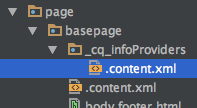 page
basepage
_cq_infoProviders
.content.xml
.content.xml
body footer html